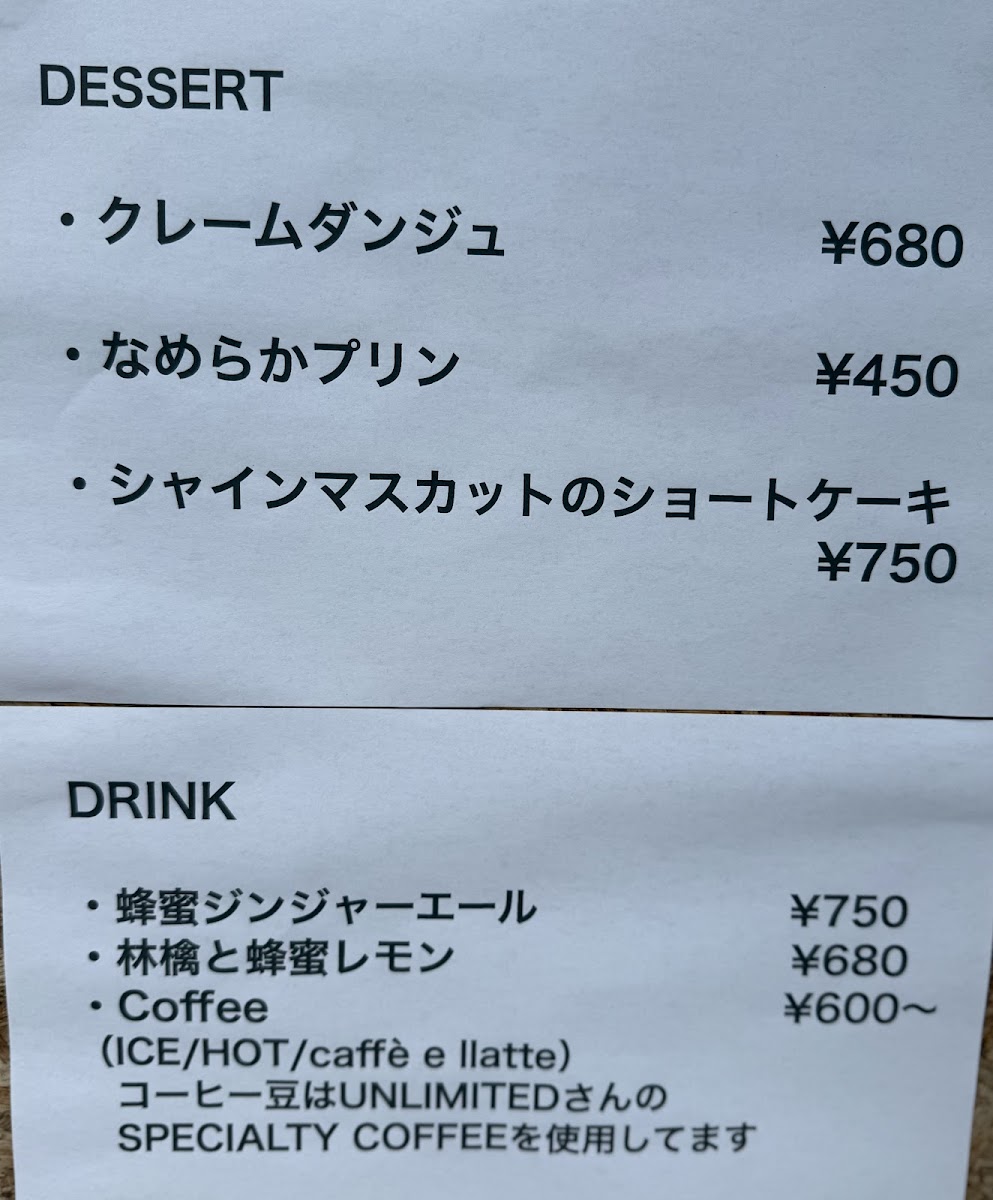 DESSERT
・クレームダンジュ ¥680
・なめらかプリン ¥450
・シャインマスカットのショートケーキ
¥750
DRINK
・蜂蜜ジンジャーエール ¥750
・林檎と蜂蜜レモン ¥680
・Coffee ¥600〜
（ICE/HOT/caffè e llatte）
コーヒー豆はUNLIMITEDさんの
SPECIALTY COFFEEを使用してます